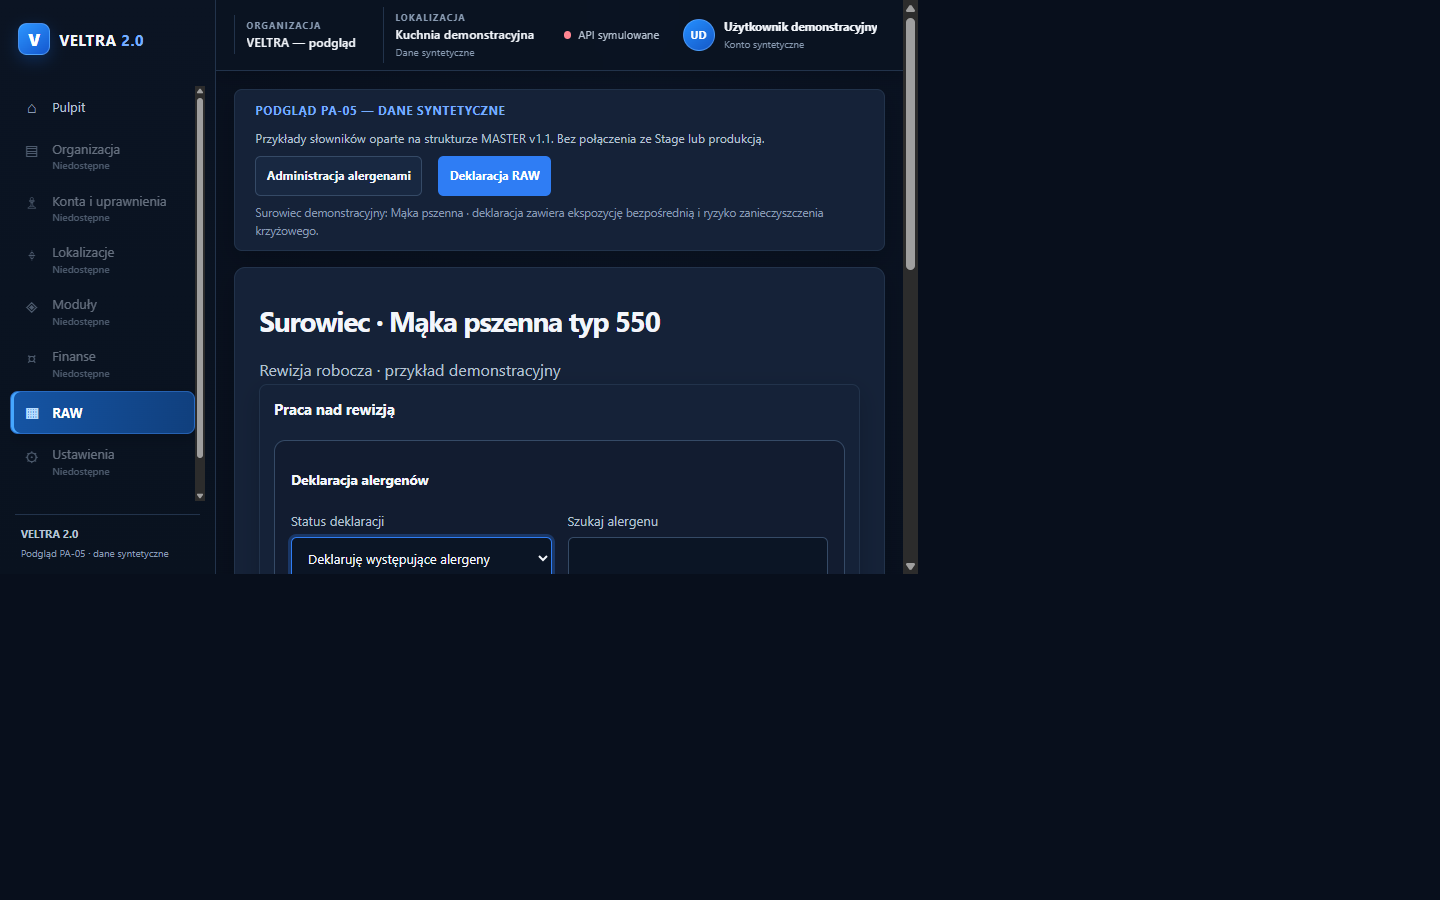 V VELTRA 2.0
Pulpit
Organizacja
Niedostępne
Konta i uprawnienia
Niedostępne
Lokalizacje
Niedostępne
Moduły
Niedostępne
Finanse
Niedostępne
RAW
Ustawienia
Niedostępne
VELTRA 2.0
Podgląd PA-05 · dane syntetyczne
ORGANIZACJA
VELTRA — podgląd
LOKALIZACJA
Kuchnia demonstracyjna
Dane syntetyczne
API symulowane
UD
Użytkownik demonstracyjny
Konto syntetyczne
PODGLĄD PA-05 — DANE SYNTETYCZNE
Przykłady słowników oparte na strukturze MASTER v1.1. Bez połączenia ze Stage lub produkcją.
Administracja alergenami
Deklaracja RAW
Surowiec demonstracyjny: Mąka pszenna · deklaracja zawiera ekspozycję bezpośrednią i ryzyko zanieczyszczenia
krzyżowego.
Surowiec · Mąka pszenna typ 550
Rewizja robocza · przykład demonstracyjny
Praca nad rewizją
Deklaracja alergenów
Status deklaracji
Szukaj alergenu
Deklaruję występujące alergeny